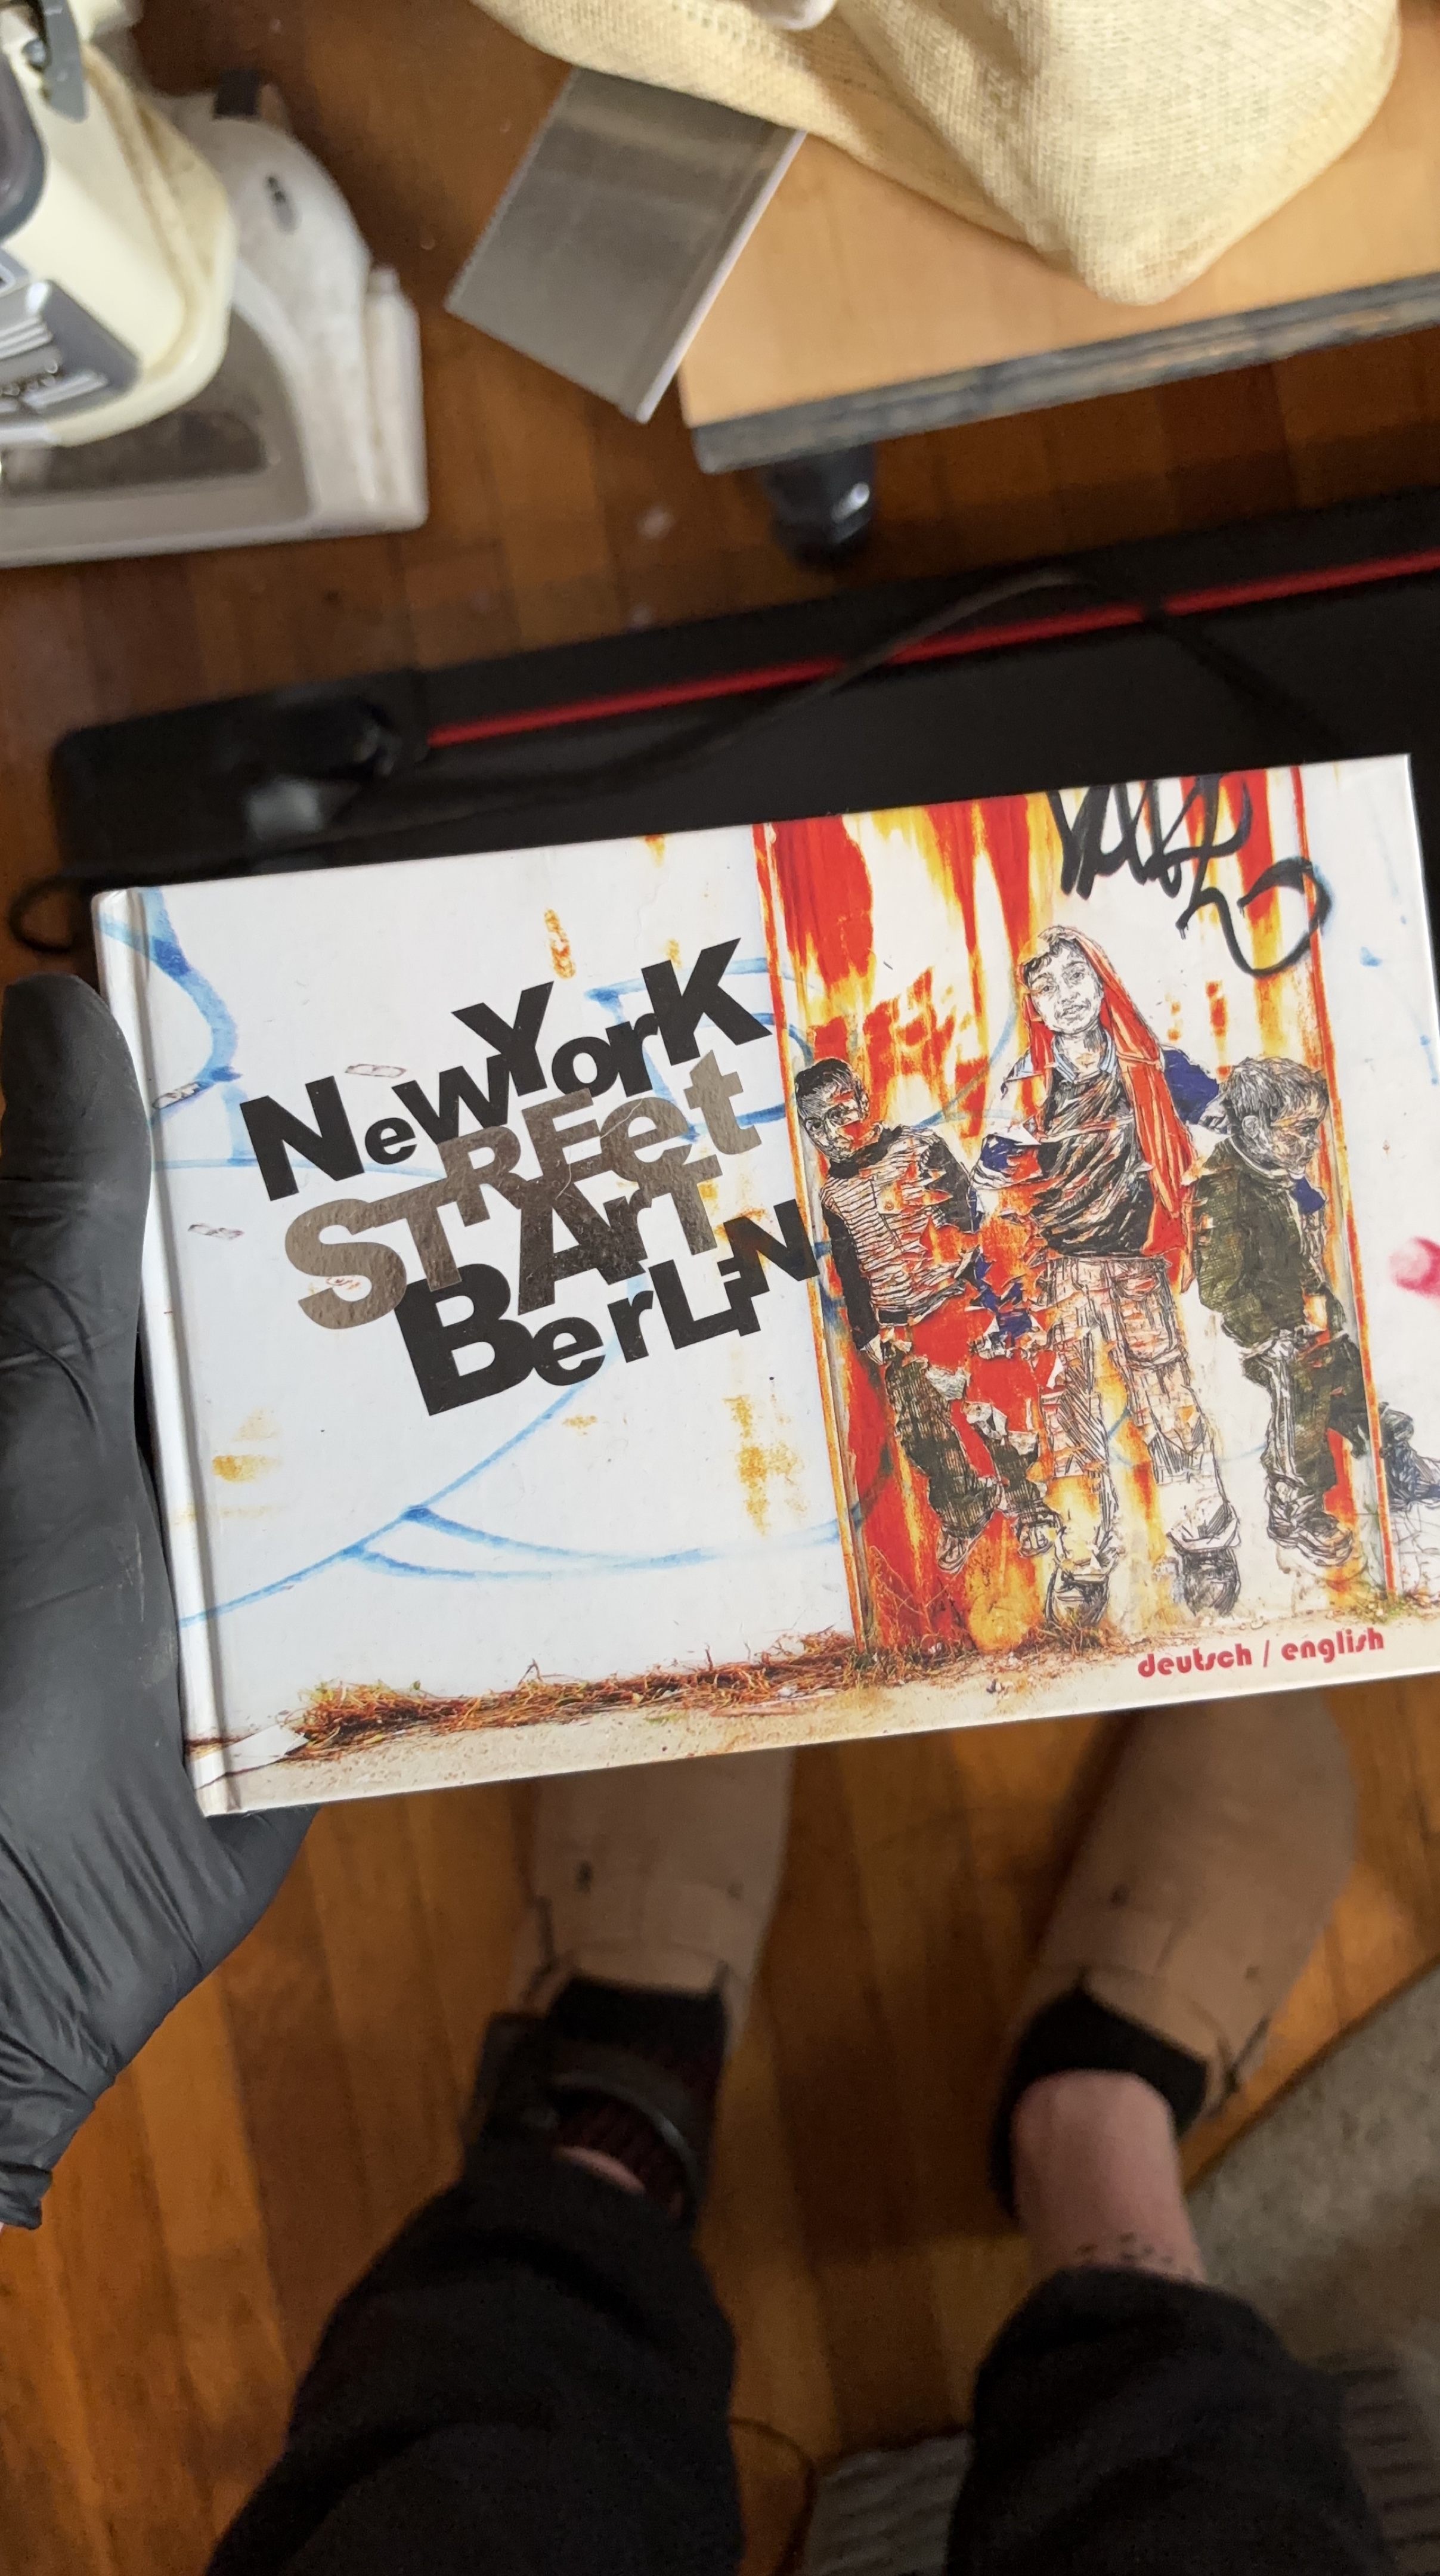 NewYorK
STREet
ArT
BerLIN
deutsch / english